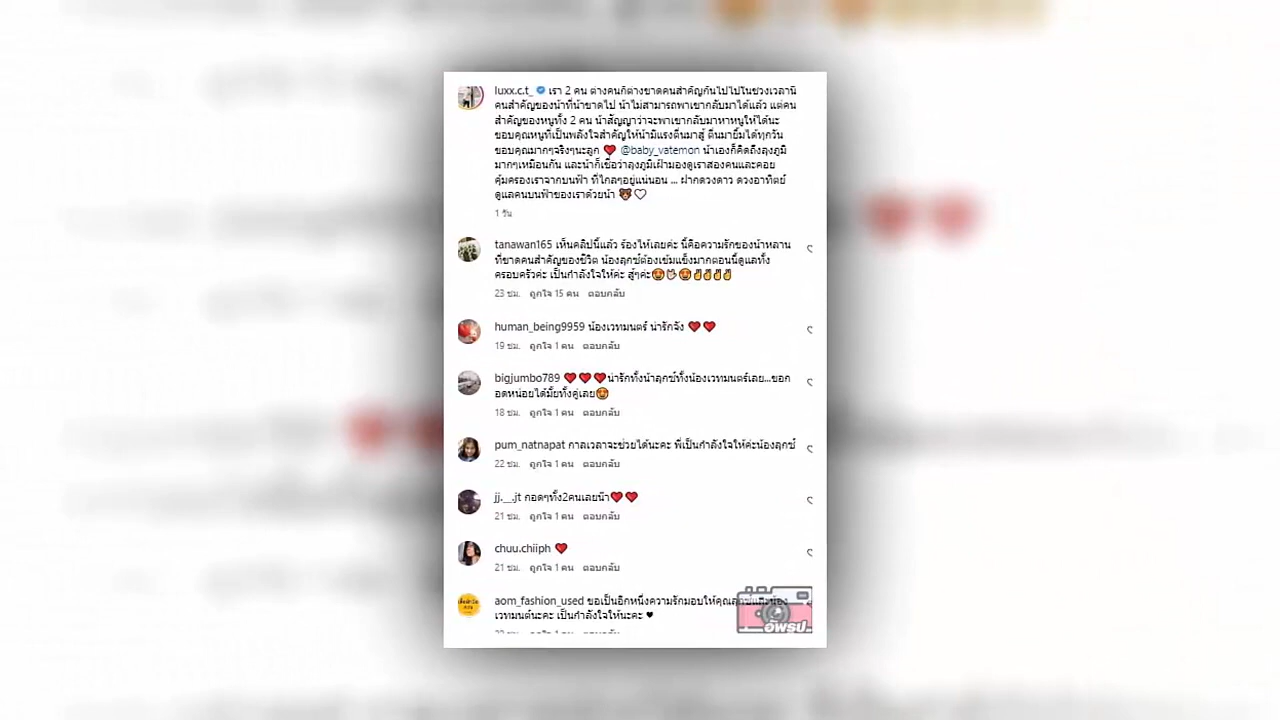 luxx.c.t_ เรา 2 คน ต่างคนก็ต่างขาดคนสำคัญกันไปไปในช่วงเวลานึ
คนสำคัญของน้าที่น้าขาดไป น้าไม่สามารถพาเขากลับมาได้แล้ว แต่คน
สำคัญของหนูทั้ง 2 คน น้าสัญญาว่าจะพาเขากลับมาหาหนูให้ได้นะ
ขอบคุณหนูที่เป็นพลังใจสำคัญให้น้ามีแรงตื่นมาสู้ ตื่นมายิ้มได้ทุกวัน
ขอบคุณมากๆจริงๆนะลูก ❤️ @baby_vatemon น้าเองก็คิดถึงลุงภูมิ
มากๆเหมือนกัน และน้าก็เชื่อว่าลุงภูมิเฝ้ามองดูเราสองคนและคอย
คุ้มครองเราจากบนฟ้า ที่ใกลๆอยู่แน่นอน ... ฝากดวงดาว ดวงอาทิตย์
ดูแลคนบนฟ้าของเราด้วยน้า 🐻🤍
1 วัน
tanawan165 เห็นคลิปนี้แล้ว ร้องไห้เลยค่ะ นี้คือความรักของน้าหลาน
ที่ขาดคนสำคัญของชีวิต น้องลุกซ์ต้องเข้มแข็งมากตอนนี้ดูแลทั้ง
ครอบครัวค่ะ เป็นกำลังใจให้ค่ะ สู้ๆค่ะ
23 ชม. ถูกใจ 15 คน ตอบกลับ
human_being9959 น้องเวทมนตร์ น่ารักจัง ❤️❤️
19 ชม. ถูกใจ 1 คน ตอบกลับ
bigjumbo789 ❤️❤️❤️น่ารักทั้งน้าลุกซ์ทั้งน้องเวทมนตร์เลย...ขอก
อดหน่อยได้มั้ยทั้งคู่เลย🥰
18 ชม. ถูกใจ 1 คน ตอบกลับ
pum_natnapat กาลเวลาจะช่วยได้นะคะ พี่เป็นกำลังใจให้ค่ะน้องลุกซ์
22 ชม. ถูกใจ 1 คน ตอบกลับ
jj.__.jt กอดๆทั้ง2คนเลยน้า❤️❤️
21 ชม. ถูกใจ 1 คน ตอบกลับ
chuu.chiiph ❤️
21 ชม. ถูกใจ 1 คน ตอบกลับ
aom_fashion_used ขอเป็นอีกหนึ่งความรักมอบให้คุณลุกซ์และน้อง
เวทมนต์นะคะ เป็นกำลังใจให้นะคะ ♥
อัพรูป